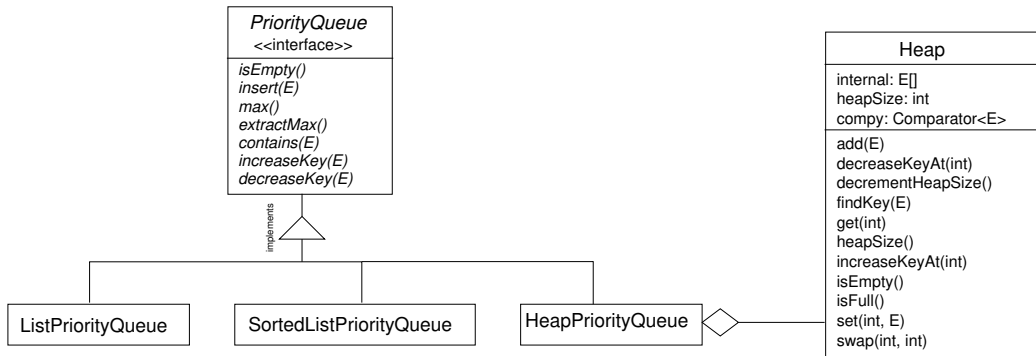 PriorityQueue
<<interface>>
isEmpty()
insert(E)
max()
extractMax()
contains(E)
increaseKey(E)
decreaseKey(E)
implements
ListPriorityQueue
SortedListPriorityQueue
HeapPriorityQueue
Heap
internal: E[]
heapSize: int
compy: Comparator<E>
add(E)
decreaseKeyAt(int)
decrementHeapSize()
findKey(E)
get(int)
heapSize()
increaseKeyAt(int)
isEmpty()
isFull()
set(int, E)
swap(int, int)